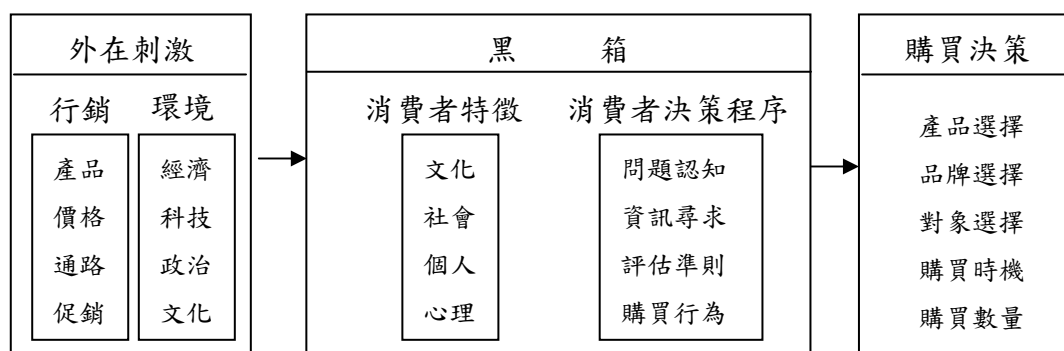 外在刺激
行銷 環境
產品 經濟
價格 科技
通路 政治
促銷 文化
黑 箱
消費者特徵 消費者決策程序
文化 問題認知
社會 資訊尋求
個人 評估準則
心理 購買行為
購買決策
產品選擇
品牌選擇
對象選擇
購買時機
購買數量